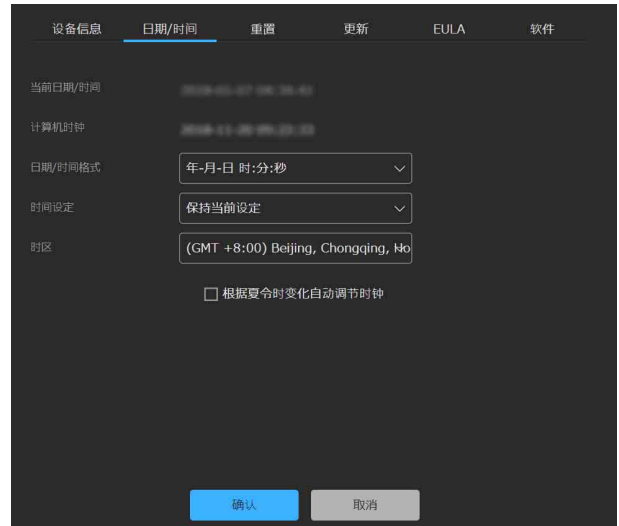 设备信息 日期/时间 重置 更新 EULA 软件
当前日期/时间
计算机时钟
日期/时间格式 年-月-日 时:分:秒
时间设定 保持当前设定
时区 (GMT +8:00) Beijing, Chongqing, Ho
根据夏令时变化自动调节时钟
确认 取消